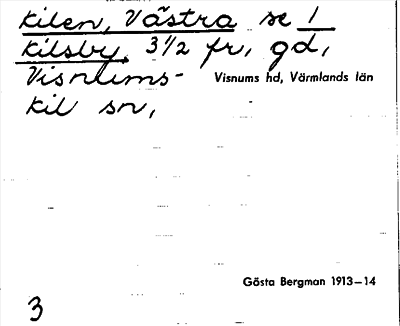 Kilen, Västra se 1
Kilsby, 3 1/2 fr, gd,
Visnums- Visnums hd, Värmlands län
Kil sn,
Gösta Bergman 1913–14
3